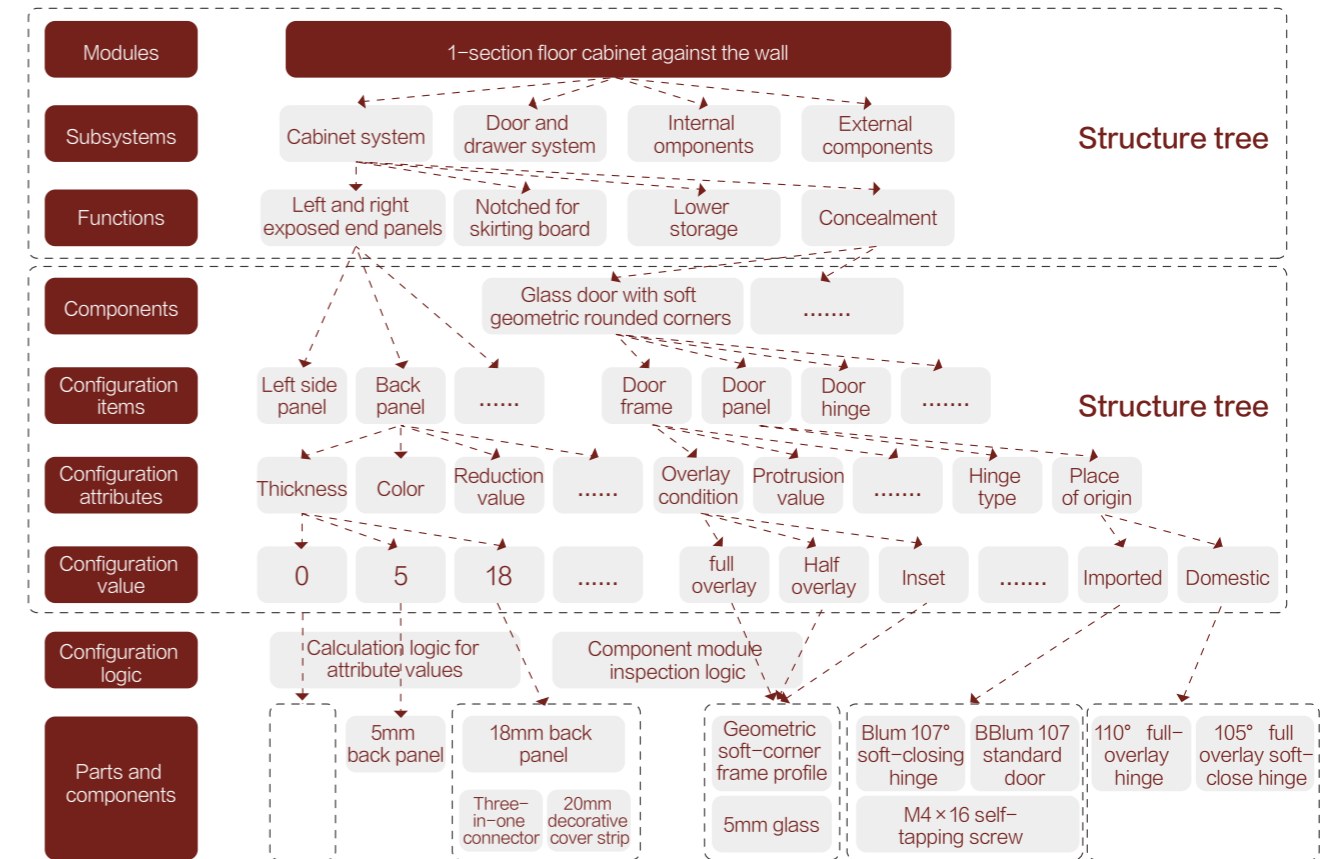 Modules
1-section floor cabinet against the wall
Subsystems
Cabinet system
Door and
drawer system
Internal
omponents
External
components
Structure tree
Functions
Left and right
exposed end panels
Notched for
skirting board
Lower
storage
Concealment
Components
Glass door with soft
geometric rounded corners
.......
Configuration
items
Left side
panel
Back
panel
......
Door
frame
Door
panel
Door
hinge
.......
Structure tree
Configuration
attributes
Thickness
Color
Reduction
value
......
Overlay
condition
Protrusion
value
.......
Hinge
type
Place
of origin
Configuration
value
0
5
18
......
full
overlay
Half
overlay
Inset
.......
Imported
Domestic
Configuration
logic
Calculation logic for
attribute values
Component module
inspection logic
Parts and
components
5mm
back panel
18mm back
panel
Three-
in-one
connector
20mm
decorative
cover strip
Geometric
soft-corner
frame profile
5mm glass
Blum 107°
soft-closing
hinge
BBlum 107
standard
door
M4×16 self-
tapping screw
110° full-
overlay
hinge
105° full
overlay soft-
close hinge